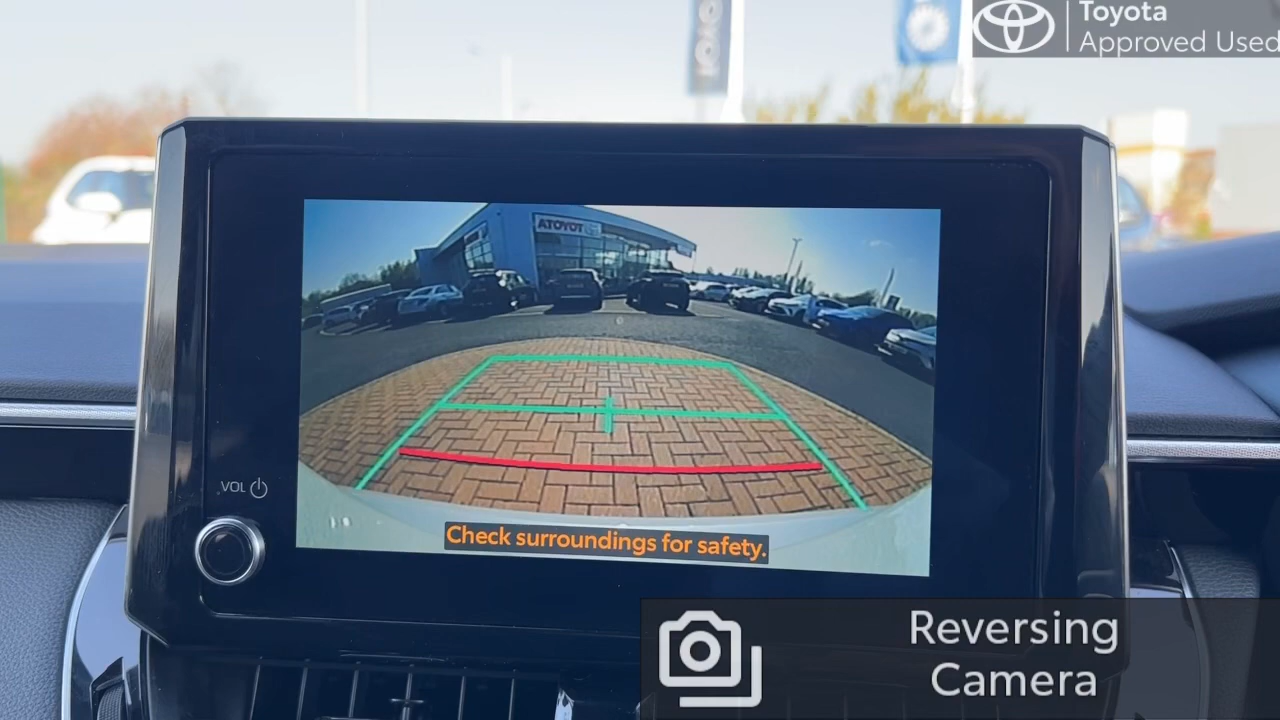 Toyota
Approved Used
ATOYOT
VOL
Check surroundings for safety.
Reversing
Camera